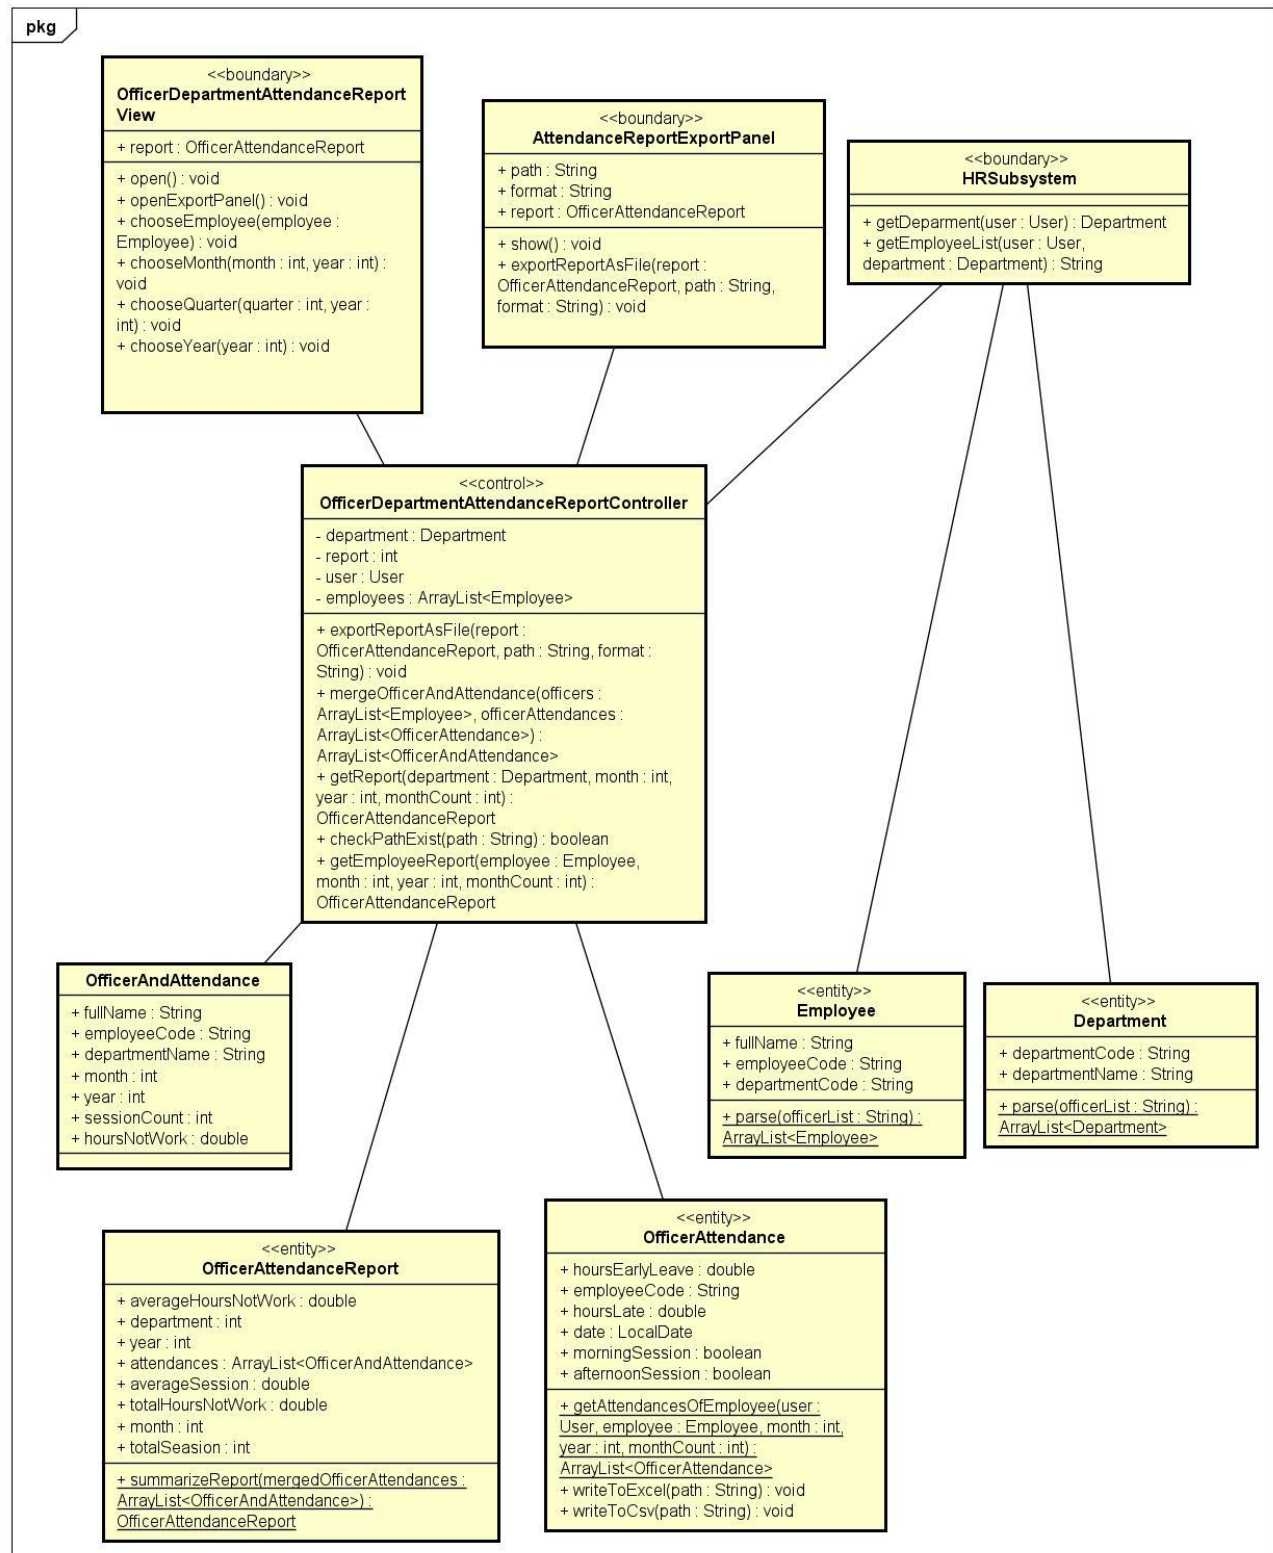 pkg
<<boundary>>
OfficerDepartmentAttendanceReport
View
+ report : OfficerAttendanceReport
+ open() : void
+ openExportPanel() : void
+ chooseEmployee(employee :
Employee) : void
+ chooseMonth(month : int, year : int) :
void
+ chooseQuarter(quarter : int, year :
int) : void
+ chooseYear(year : int) : void
<<boundary>>
AttendanceReportExportPanel
+ path : String
+ format : String
+ report : OfficerAttendanceReport
+ show() : void
+ exportReportAsFile(report :
OfficerAttendanceReport, path : String,
format : String) : void
<<boundary>>
HRSubsystem
+ getDeparment(user : User) : Department
+ getEmployeeList(user : User,
department : Department) : String
<<control>>
OfficerDepartmentAttendanceReportController
- department : Department
- report : int
- user : User
- employees : ArrayList<Employee>
+ exportReportAsFile(report :
OfficerAttendanceReport, path : String, format :
String) : void
+ mergeOfficerAndAttendance(officers :
ArrayList<Employee>, officerAttendances :
ArrayList<OfficerAttendance>) :
ArrayList<OfficerAndAttendance>
+ getReport(department : Department, month : int,
year : int, monthCount : int) :
OfficerAttendanceReport
+ checkPathExist(path : String) : boolean
+ getEmployeeReport(employee : Employee,
month : int, year : int, monthCount : int) :
OfficerAttendanceReport
OfficerAndAttendance
+ fullName : String
+ employeeCode : String
+ departmentName : String
+ month : int
+ year : int
+ sessionCount : int
+ hoursNotWork : double
<<entity>>
Employee
+ fullName : String
+ employeeCode : String
+ departmentCode : String
+ parse(officerList : String) :
ArrayList<Employee>
<<entity>>
Department
+ departmentCode : String
+ departmentName : String
+ parse(officerList : String) :
ArrayList<Department>
<<entity>>
OfficerAttendanceReport
+ averageHoursNotWork : double
+ department : int
+ year : int
+ attendances : ArrayList<OfficerAndAttendance>
+ averageSession : double
+ totalHoursNotWork : double
+ month : int
+ totalSeasion : int
+ summarizeReport(mergedOfficerAttendances :
ArrayList<OfficerAndAttendance>) :
OfficerAttendanceReport
<<entity>>
OfficerAttendance
+ hoursEarlyLeave : double
+ employeeCode : String
+ hoursLate : double
+ date : LocalDate
+ morningSession : boolean
+ afternoonSession : boolean
+ getAttendancesOfEmployee(user :
User, employee : Employee, month : int,
year : int, monthCount : int) :
ArrayList<OfficerAttendance>
+ writeToExcel(path : String) : void
+ writeToCsv(path : String) : void